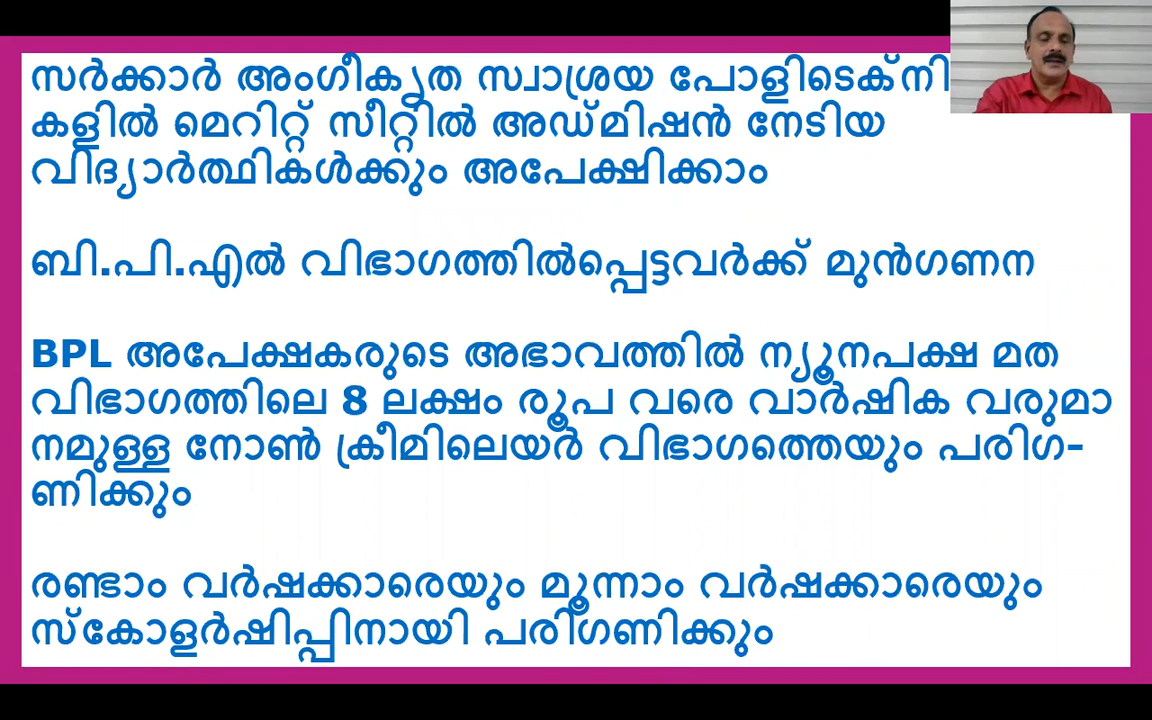 സർക്കാർ അംഗീകൃത സ്വാശ്രയ പോളിടെക്നി
കളിൽ മെറിറ്റ് സീറ്റിൽ അഡ്മിഷൻ നേടിയ
വിദ്യാർത്ഥികൾക്കും അപേക്ഷിക്കാം
ബി.പി.എൽ വിഭാഗത്തിൽപ്പെട്ടവർക്ക് മുൻഗണന
BPL അപേക്ഷകരുടെ അഭാവത്തിൽ ന്യൂനപക്ഷ മത
വിഭാഗത്തിലെ 8 ലക്ഷം രൂപ വരെ വാർഷിക വരുമാ
നമുള്ള നോൺ ക്രീമിലെയർ വിഭാഗത്തെയും പരിഗ-
ണിക്കും
രണ്ടാം വർഷക്കാരെയും മൂന്നാം വർഷക്കാരെയും
സ്കോളർഷിപ്പിനായി പരിഗണിക്കും